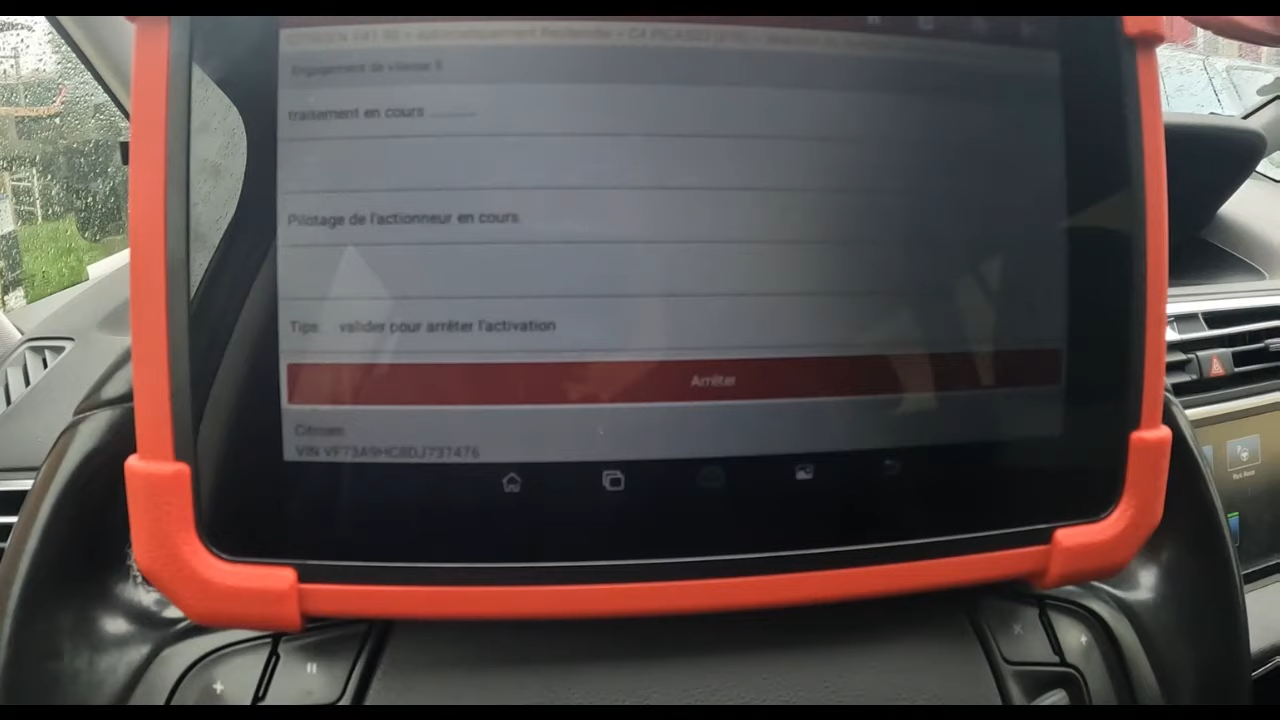 Engagement de vitesse
traitement en cours ..........
Pilotage de l'actionneur en cours
Tips valider pour arrêter l'activation
Arrêter
Citroen
VIN VF73A9HC8DJ737476